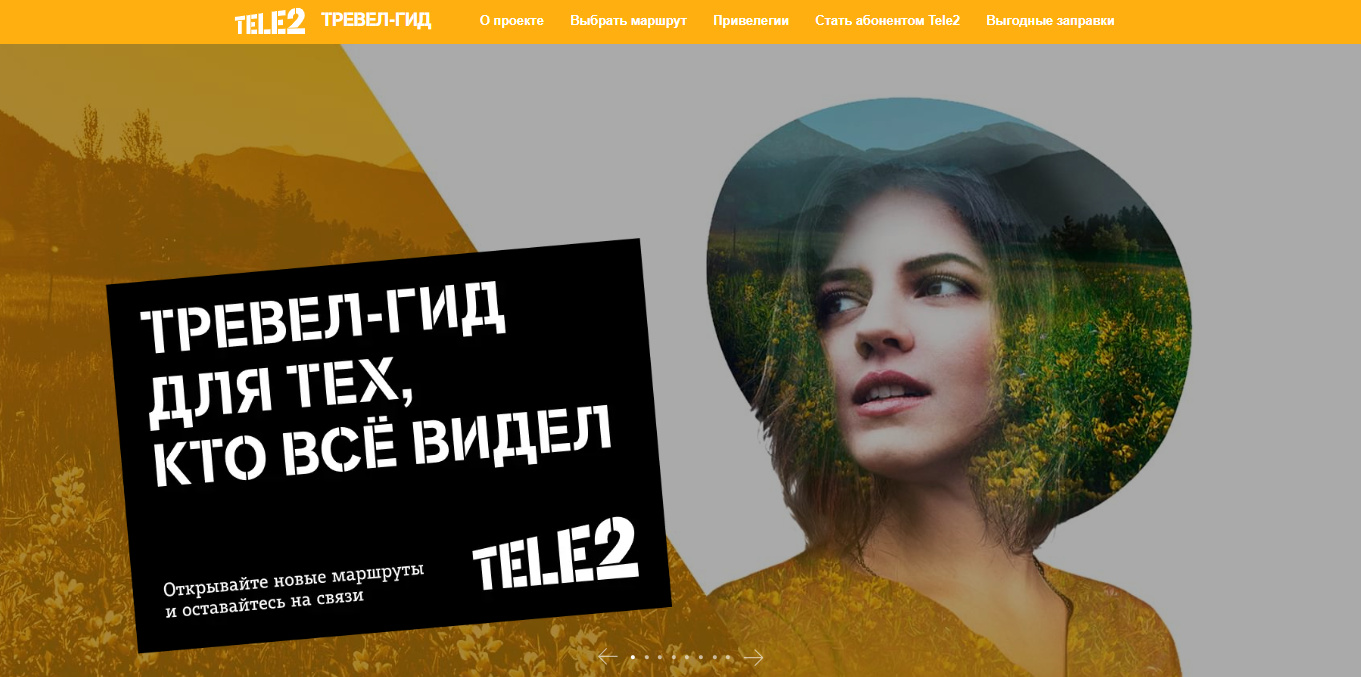 TELE2 ТРЕВЕЛ-ГИД О проекте Выбрать маршрут Привелегии Стать абонентом Tele2 Выгодные заправки
ТРЕВЕЛ-ГИД
ДЛЯ ТЕХ,
КТО ВСЁ ВИДЕЛ
Открывайте новые маршруты
и оставайтесь на связи
TELE2